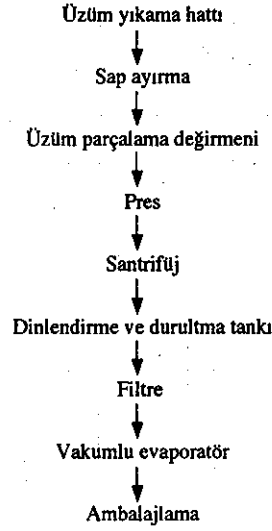 Üzüm yıkama hattı
Sap ayırma
Üzüm parçalama değirmeni
Pres
Santrifüj
Dinlendirme ve durultma tankı
Filtre
Vakumlu evaporatör
Ambalajlama